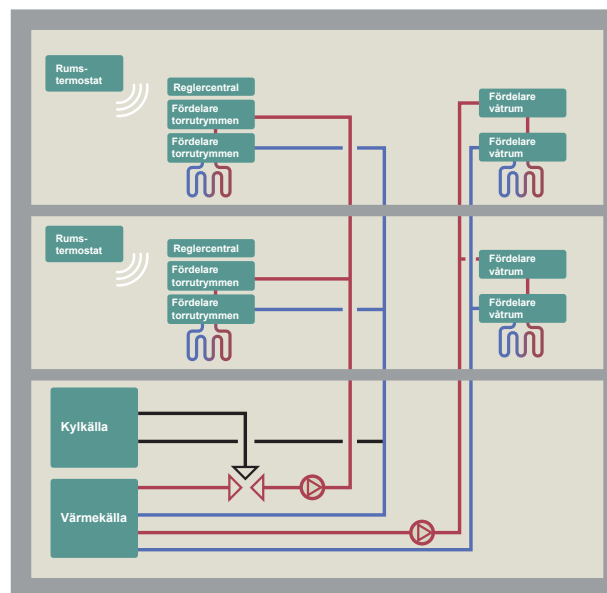 Rums-
termostat
Reglercentral
Fördelare
torrutrymmen
Fördelare
torrutrymmen
Fördelare
våtrum
Fördelare
våtrum
Rums-
termostat
Reglercentral
Fördelare
torrutrymmen
Fördelare
torrutrymmen
Fördelare
våtrum
Fördelare
våtrum
Kylkälla
Värmekälla